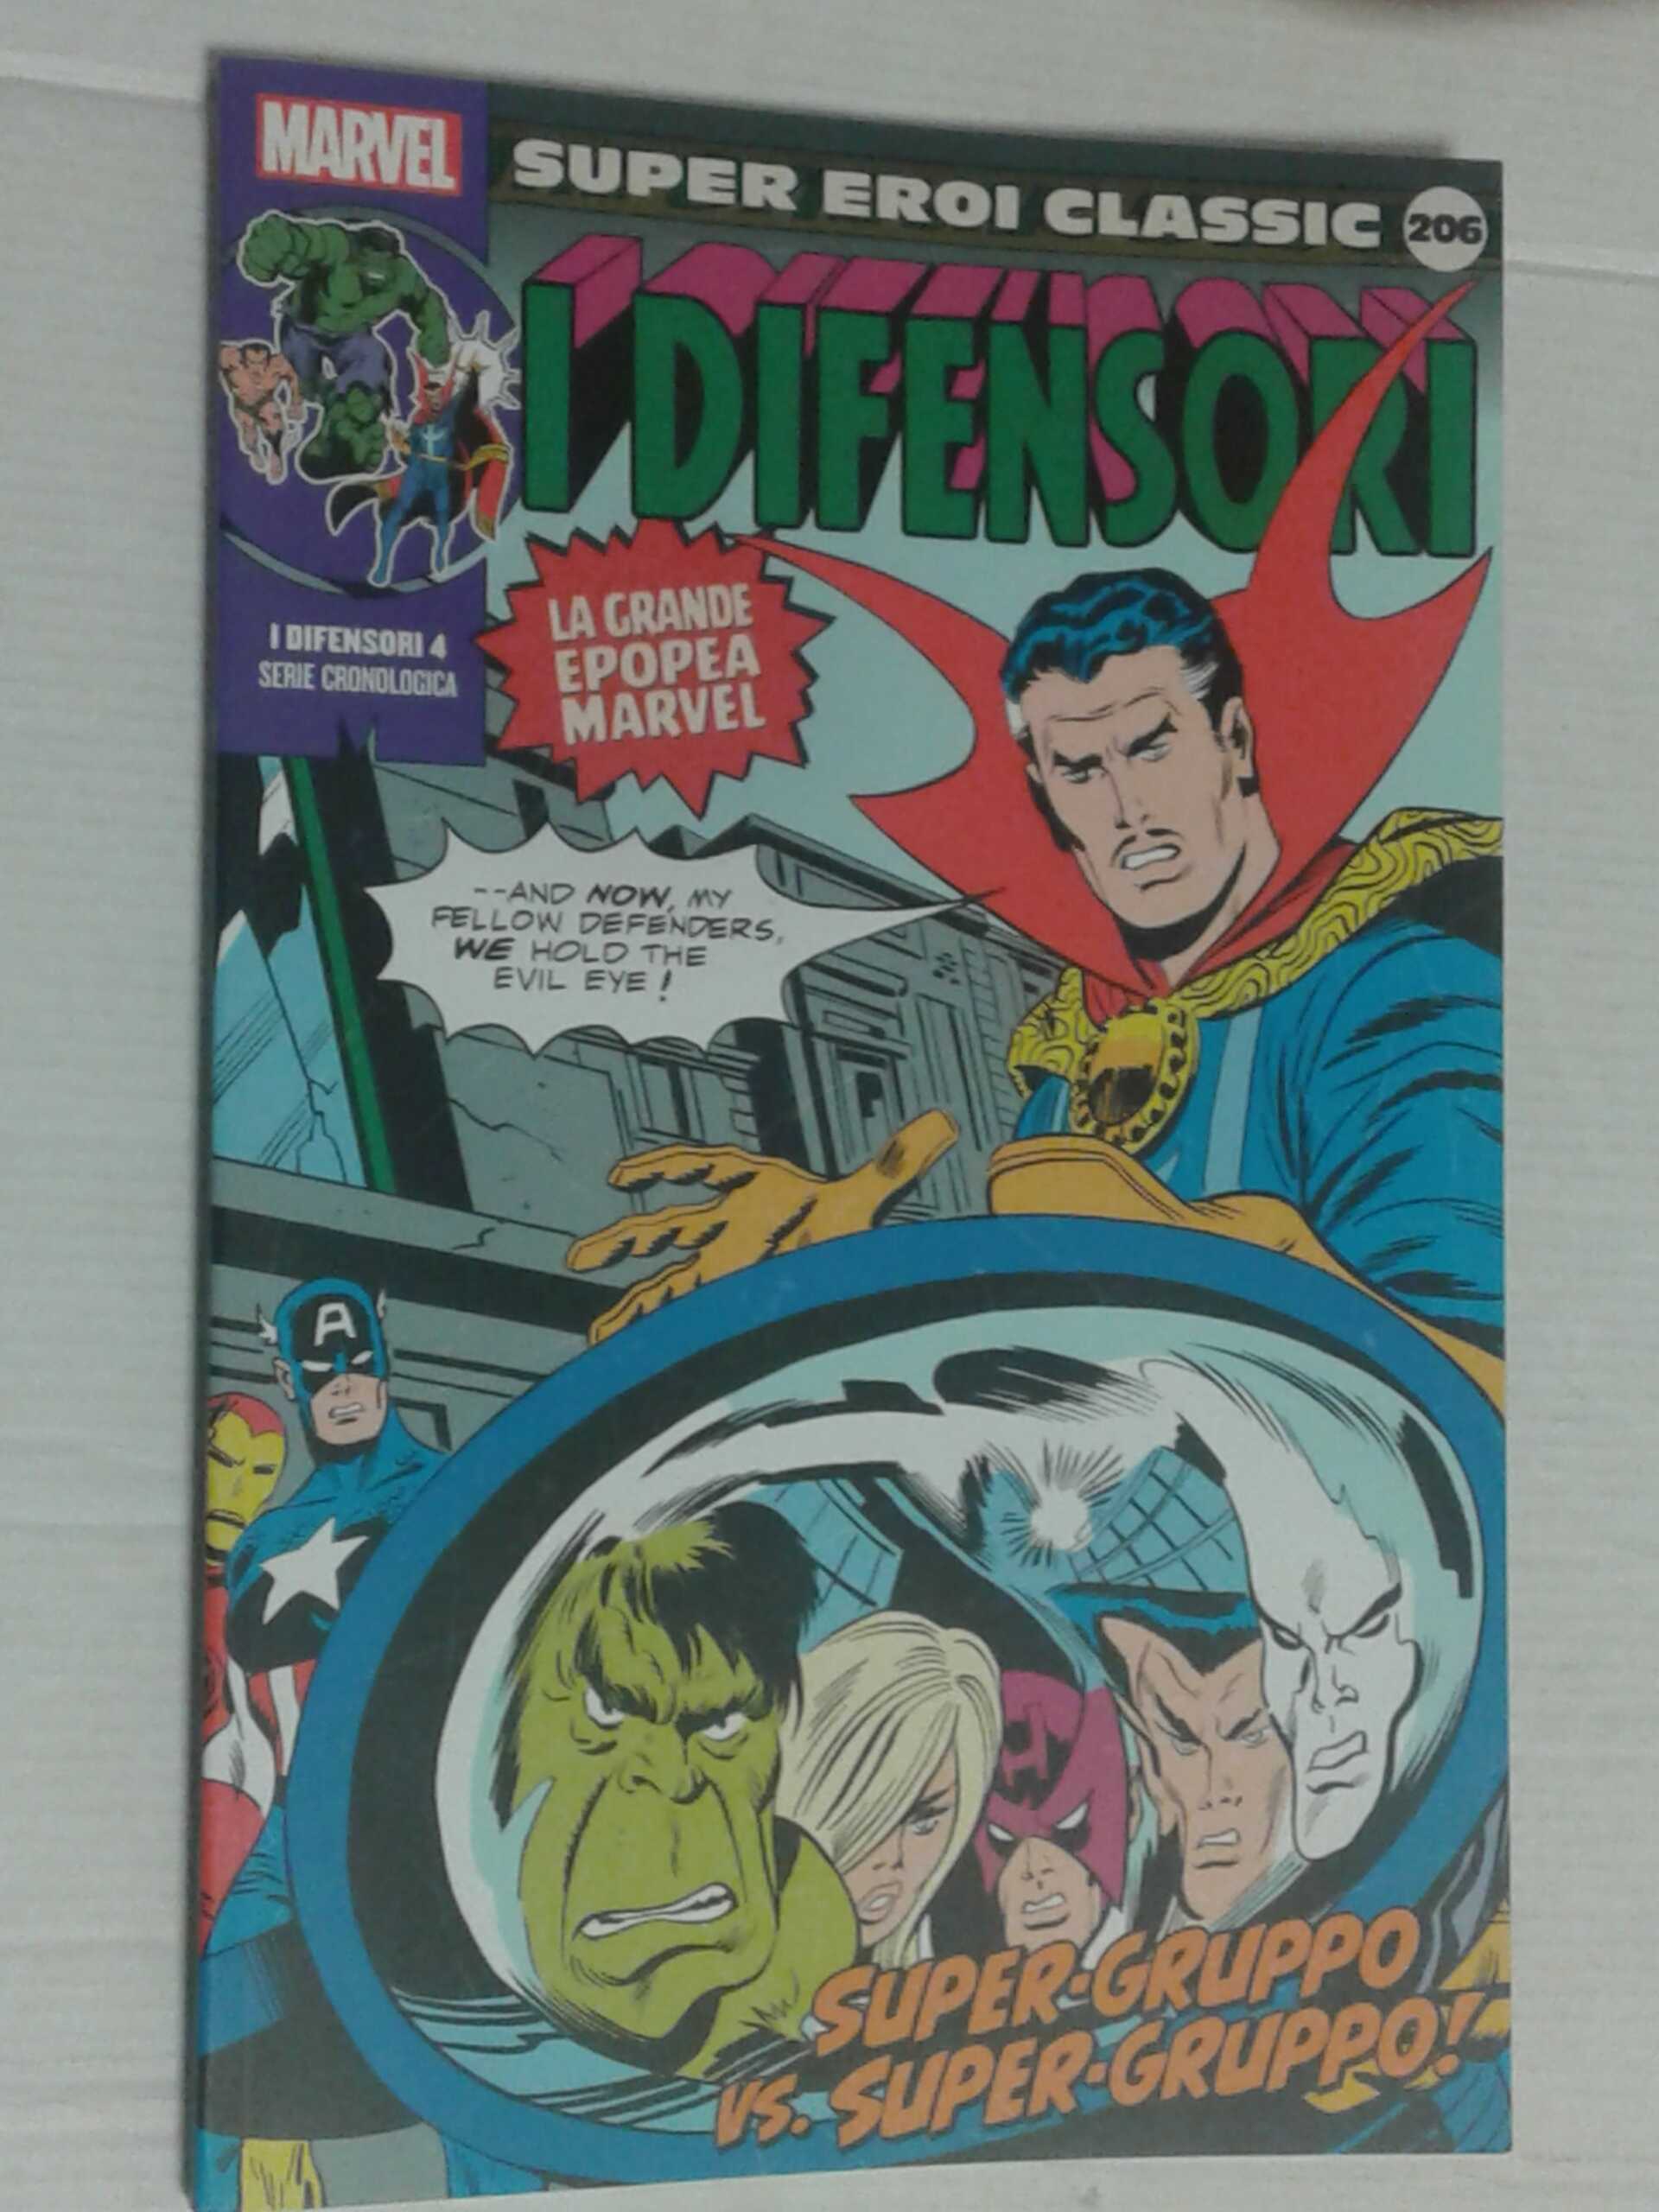 MARVEL
SUPER EROI CLASSIC 206
I DIFENSORI
I DIFENSORI 4
SERIE CRONOLOGICA
LA GRANDE
EPOPEA
MARVEL
--AND NOW, MY
FELLOW DEFENDERS,
WE HOLD THE
EVIL EYE!
A
H
SUPER-GRUPPO
VS. SUPER-GRUPPO!